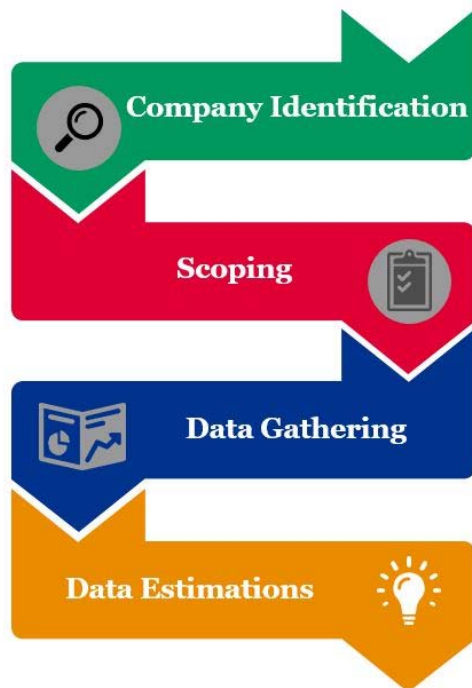 Company Identification
Scoping
Data Gathering
Data Estimations